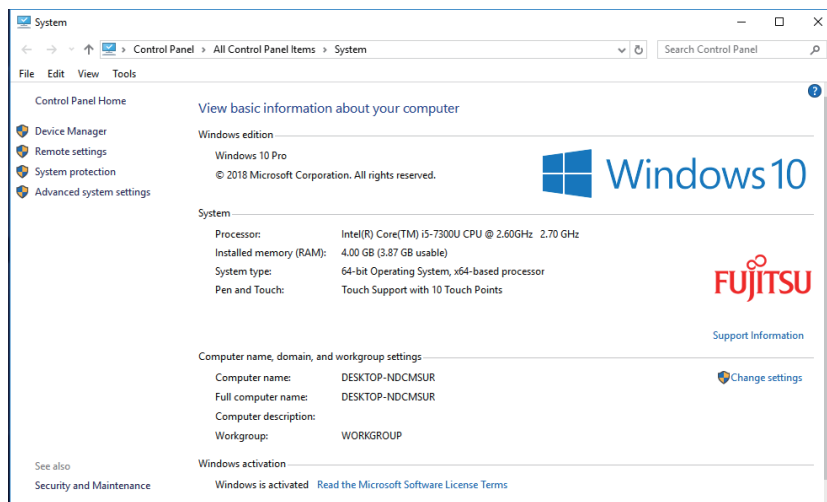 System
Control Panel > All Control Panel Items > System
Search Control Panel
File Edit View Tools
Control Panel Home
Device Manager
Remote settings
System protection
Advanced system settings
See also
Security and Maintenance
?
View basic information about your computer
Windows edition
Windows 10 Pro
© 2018 Microsoft Corporation. All rights reserved.
Windows 10
System
Processor: Intel(R) Core(TM) i5-7300U CPU @ 2.60GHz 2.70 GHz
Installed memory (RAM): 4.00 GB (3.87 GB usable)
System type: 64-bit Operating System, x64-based processor
Pen and Touch: Touch Support with 10 Touch Points
FUJITSU
Support Information
Computer name, domain, and workgroup settings
Computer name: DESKTOP-NDCMSUR
Change settings
Full computer name: DESKTOP-NDCMSUR
Computer description:
Workgroup: WORKGROUP
Windows activation
Windows is activated Read the Microsoft Software License Terms